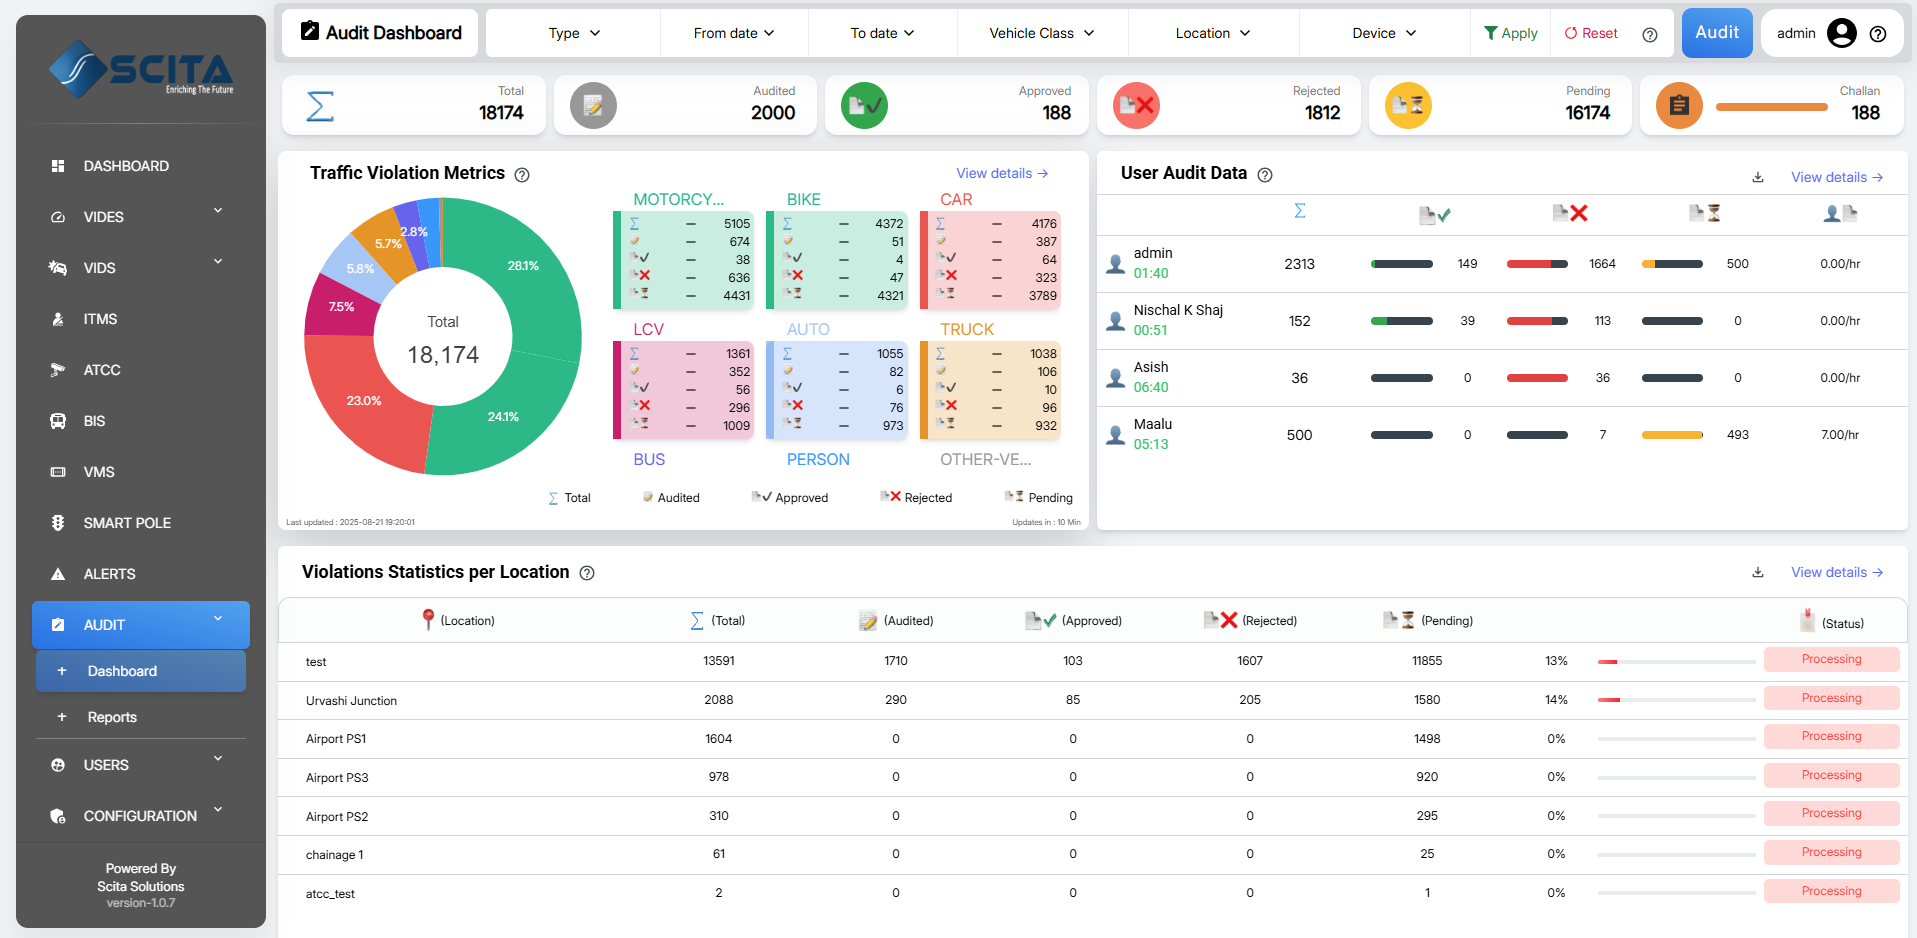 SCITA
Enriching The Future
DASHBOARD
VIDES
VIDS
ITMS
ATCC
BIS
VMS
SMART POLE
ALERTS
AUDIT
+ Dashboard
+ Reports
USERS
CONFIGURATION
Powered By
Scita Solutions
version-1.0.7
Audit Dashboard
Type
From date
To date
Vehicle Class
Location
Device
Apply
Reset
Audit
admin
Total
18174
Audited
2000
Approved
188
Rejected
1812
Pending
16174
Challan
188
Traffic Violation Metrics
View details →
28.1%
24.1%
23.0%
7.5%
5.8%
5.7%
2.8%
Total
18,174
MOTORCY...
∑ – 5105
– 674
– 38
– 636
– 4431
BIKE
∑ – 4372
– 51
– 4
– 47
– 4321
CAR
∑ – 4176
– 387
– 64
– 323
– 3789
LCV
∑ – 1361
– 352
– 56
– 296
– 1009
AUTO
∑ – 1055
– 82
– 6
– 76
– 973
TRUCK
∑ – 1038
– 106
– 10
– 96
– 932
BUS
PERSON
OTHER-VE...
∑ Total Audited Approved Rejected Pending
Last updated : 2025-08-21 19:20:01
Updates in : 10 Min
User Audit Data
View details →
∑
admin 2313 149 1664 500 0.00/hr
01:40
Nischal K Shaj 152 39 113 0 0.00/hr
00:51
Asish 36 0 36 0 0.00/hr
06:40
Maalu 500 0 7 493 7.00/hr
05:13
Violations Statistics per Location
View details →
(Location) ∑ (Total) (Audited) (Approved) (Rejected) (Pending) (Status)
test 13591 1710 103 1607 11855 13% Processing
Urvashi Junction 2088 290 85 205 1580 14% Processing
Airport PS1 1604 0 0 0 1498 0% Processing
Airport PS3 978 0 0 0 920 0% Processing
Airport PS2 310 0 0 0 295 0% Processing
chainage 1 61 0 0 0 25 0% Processing
atcc_test 2 0 0 0 1 0% Processing